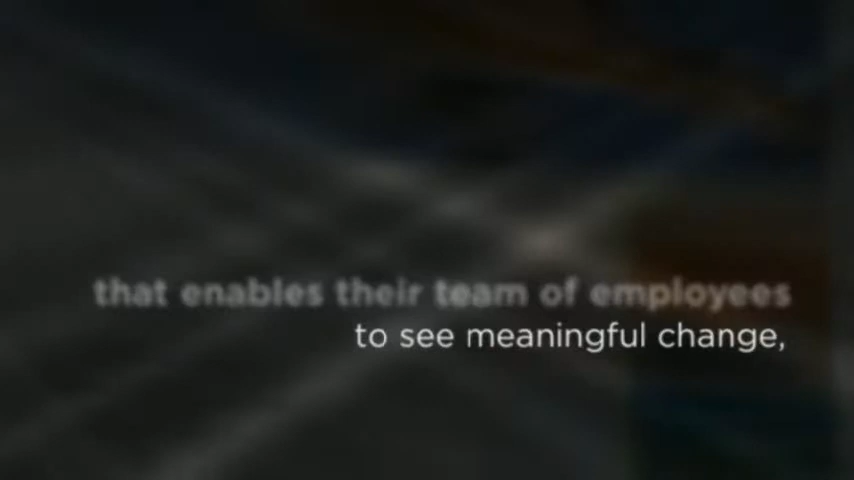 that enables their team of employees
to see meaningful change,